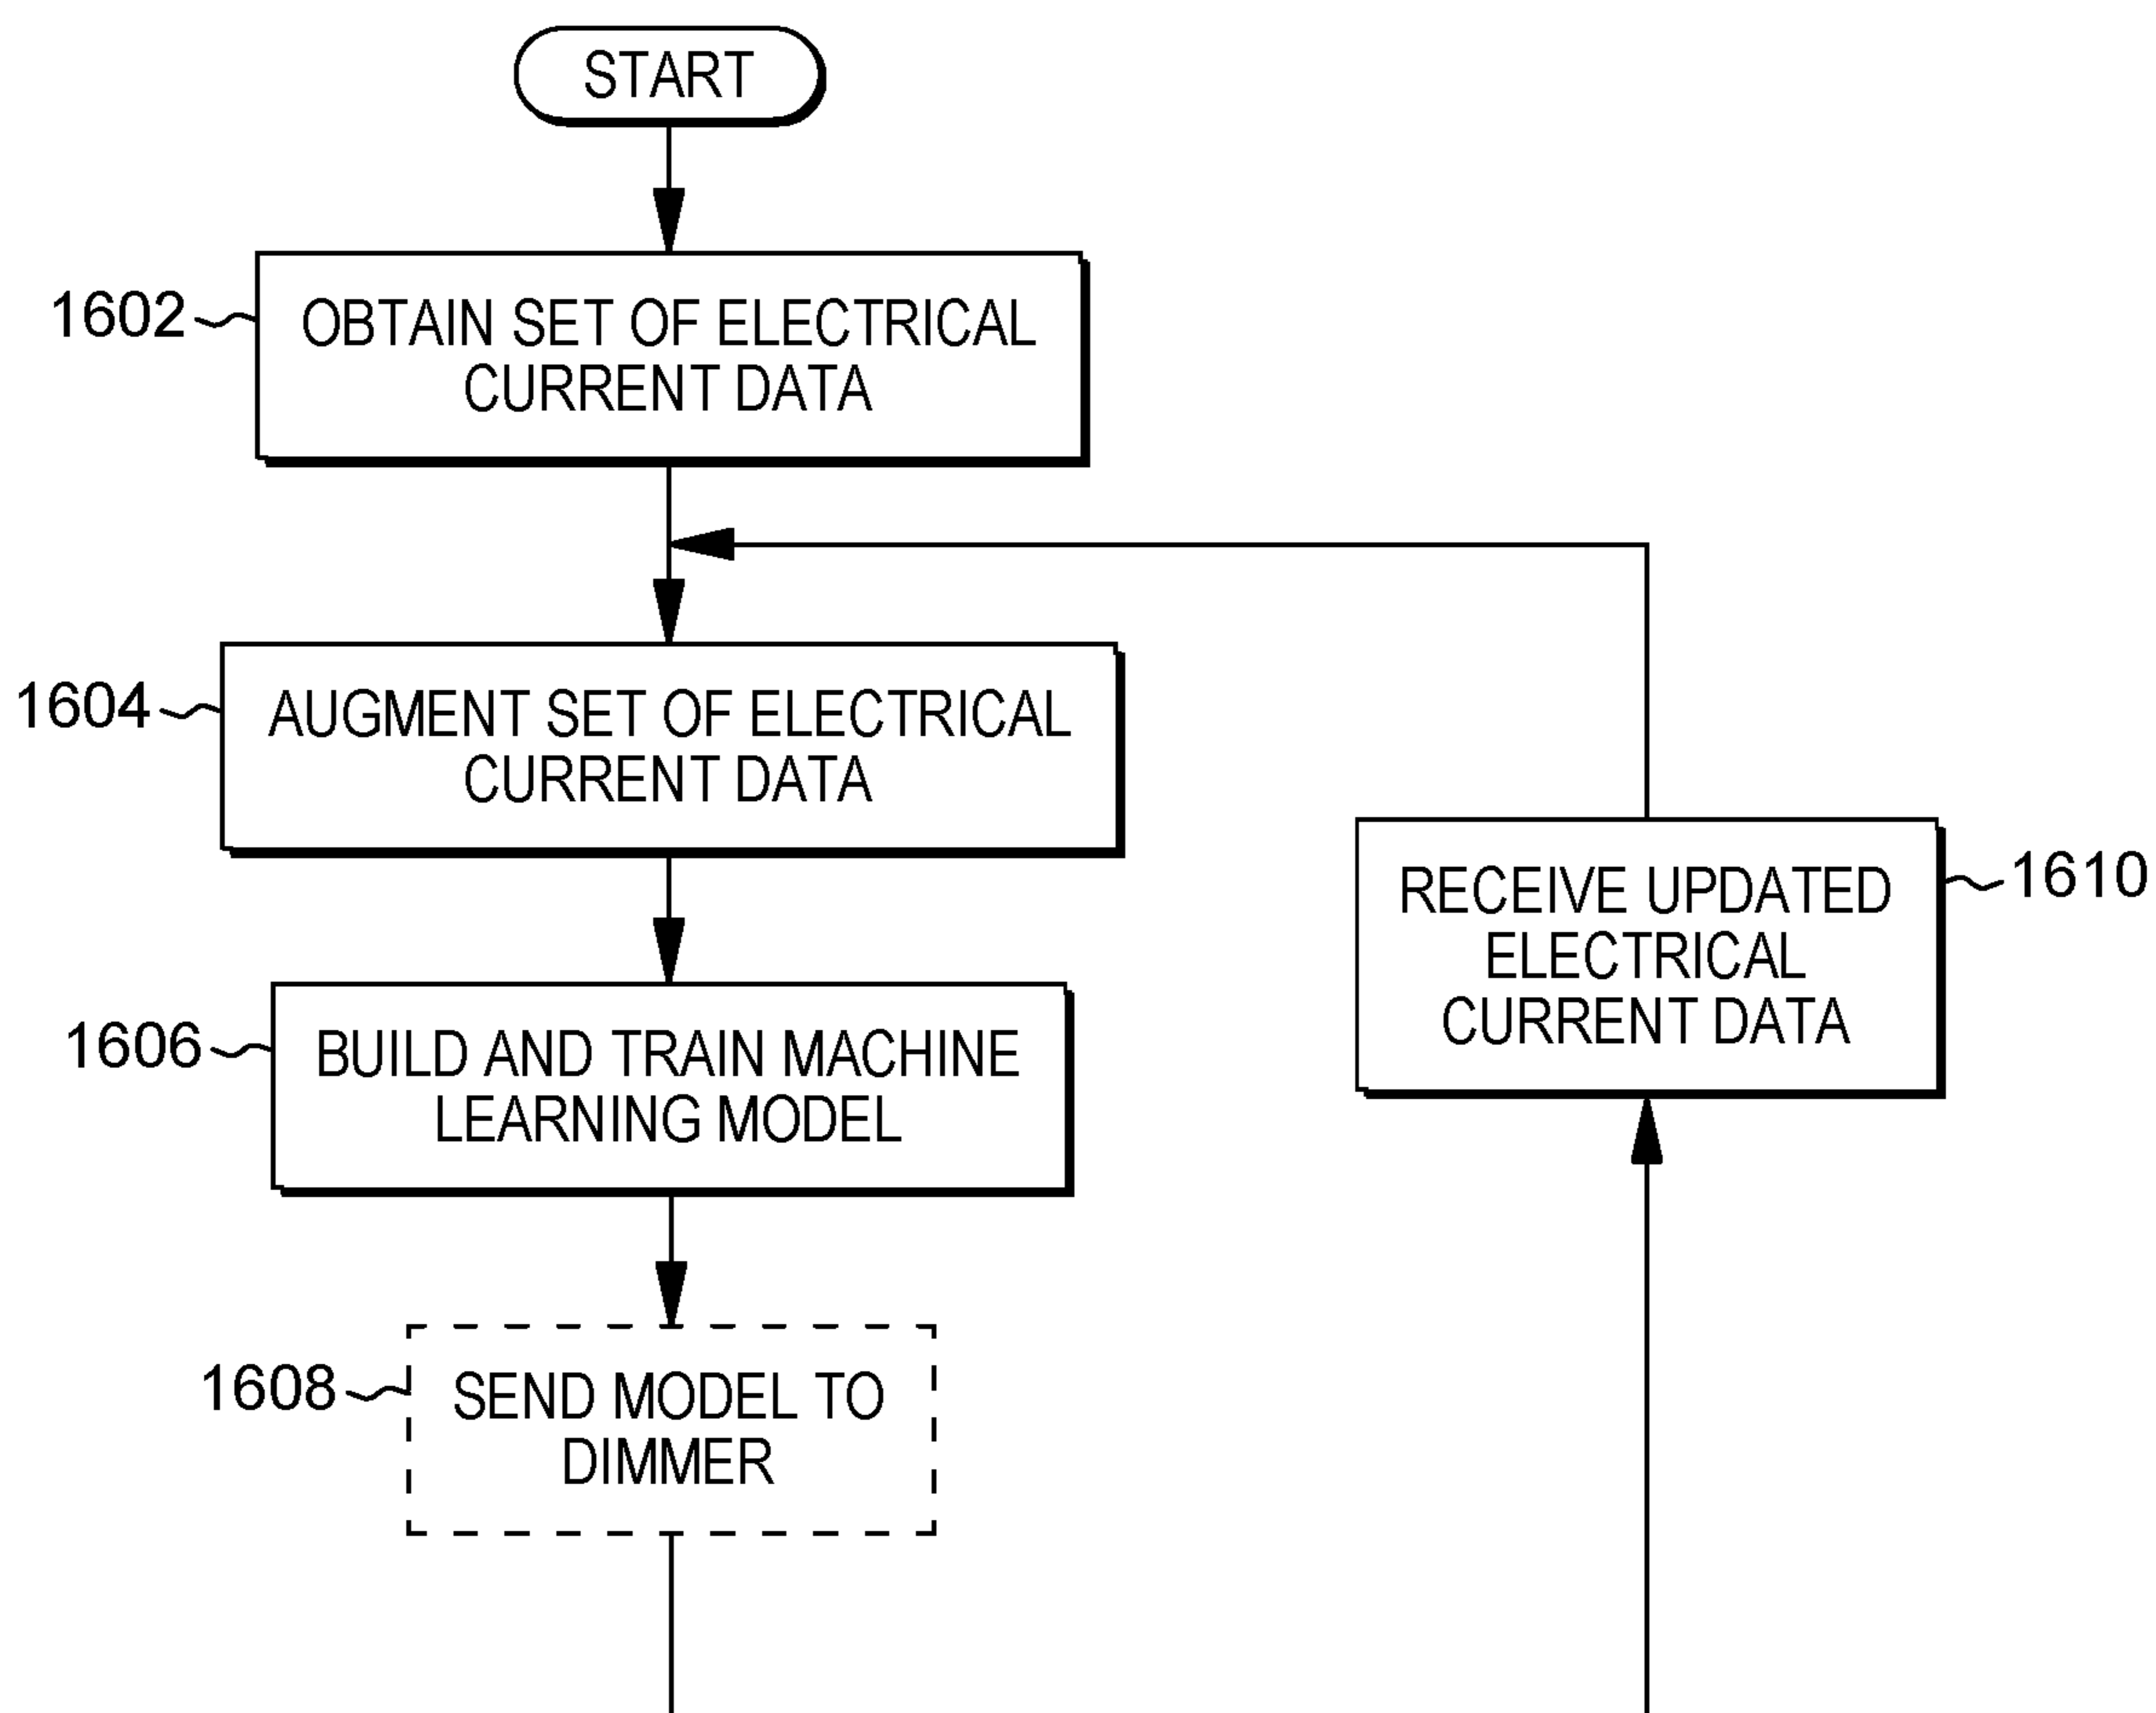 START
1602
OBTAIN SET OF ELECTRICAL
CURRENT DATA
1604
AUGMENT SET OF ELECTRICAL
CURRENT DATA
1606
BUILD AND TRAIN MACHINE
LEARNING MODEL
1608
SEND MODEL TO
DIMMER
RECEIVE UPDATED
ELECTRICAL
CURRENT DATA
1610